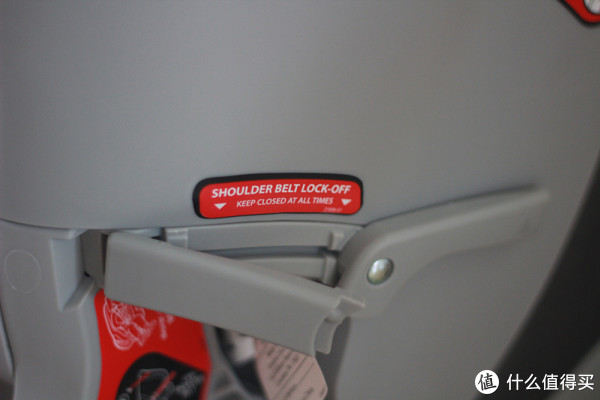 SHOULDER BELT LOCK-OFF
KEEP CLOSED AT ALL TIMES
值 什么值得买